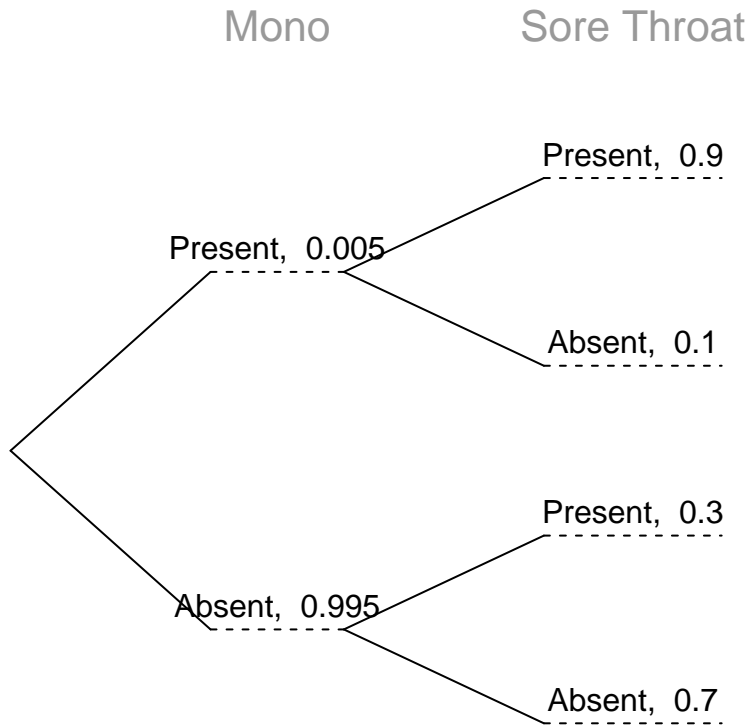 Mono Sore Throat
Present, 0.9
Present, 0.005
Absent, 0.1
Present, 0.3
Absent, 0.995
Absent, 0.7